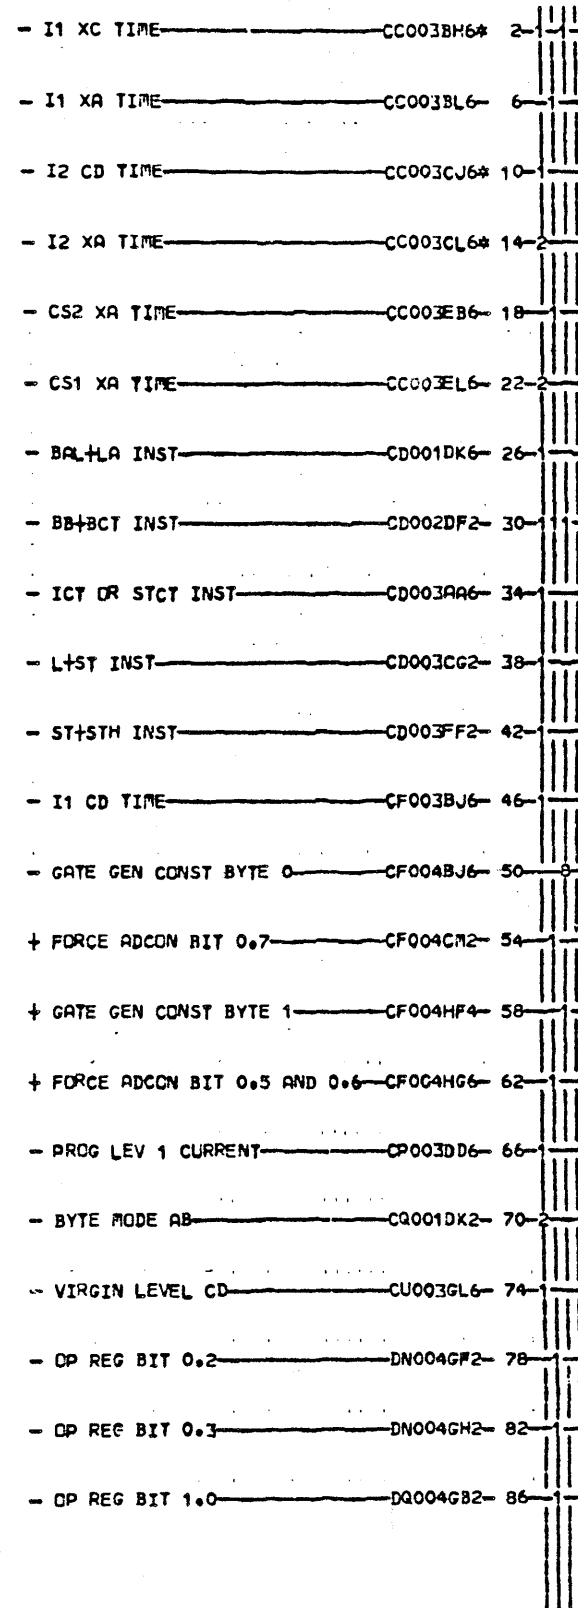 - I1 XC TIME CC003BH6* 2-1-1-
- I1 XA TIME CC003BL6- 6-1-
- I2 CD TIME CC003CJ6* 10-1
- I2 XA TIME CC003CL6* 14-2
- CS2 XA TIME CC003EB6- 18-1-
- CS1 XA TIME CC003EL6- 22-2
- BAL+LA INST CD001DK6- 26-1
- BB+BCT INST CD002DF2- 30-111-
- ICT OR STCT INST CD003AA6- 34-1
- L+ST INST CD003CG2- 38-1
- ST+STH INST CD003FF2- 42-1
- I1 CD TIME CF003BJ6- 46-1
- GATE GEN CONST BYTE 0 CF004BJ6- 50-8
+ FORCE ADCON BIT 0.7 CF004CM2- 54-1-
+ GATE GEN CONST BYTE 1 CF004HF4- 58-1-
+ FORCE ADCON BIT 0.5 AND 0.6-CF004HG6- 62-1-
- PROG LEV 1 CURRENT CP003DD6- 66-1
- BYTE MODE AB CQ001DK2- 70-2
- VIRGIN LEVEL CD CU003GL6- 74-1
- OP REG BIT 0.2 DN004GF2- 78-1-
- OP REG BIT 0.3 DN004GH2- 82-1-
- OP REG BIT 1.0 DQ004GB2- 86-1-